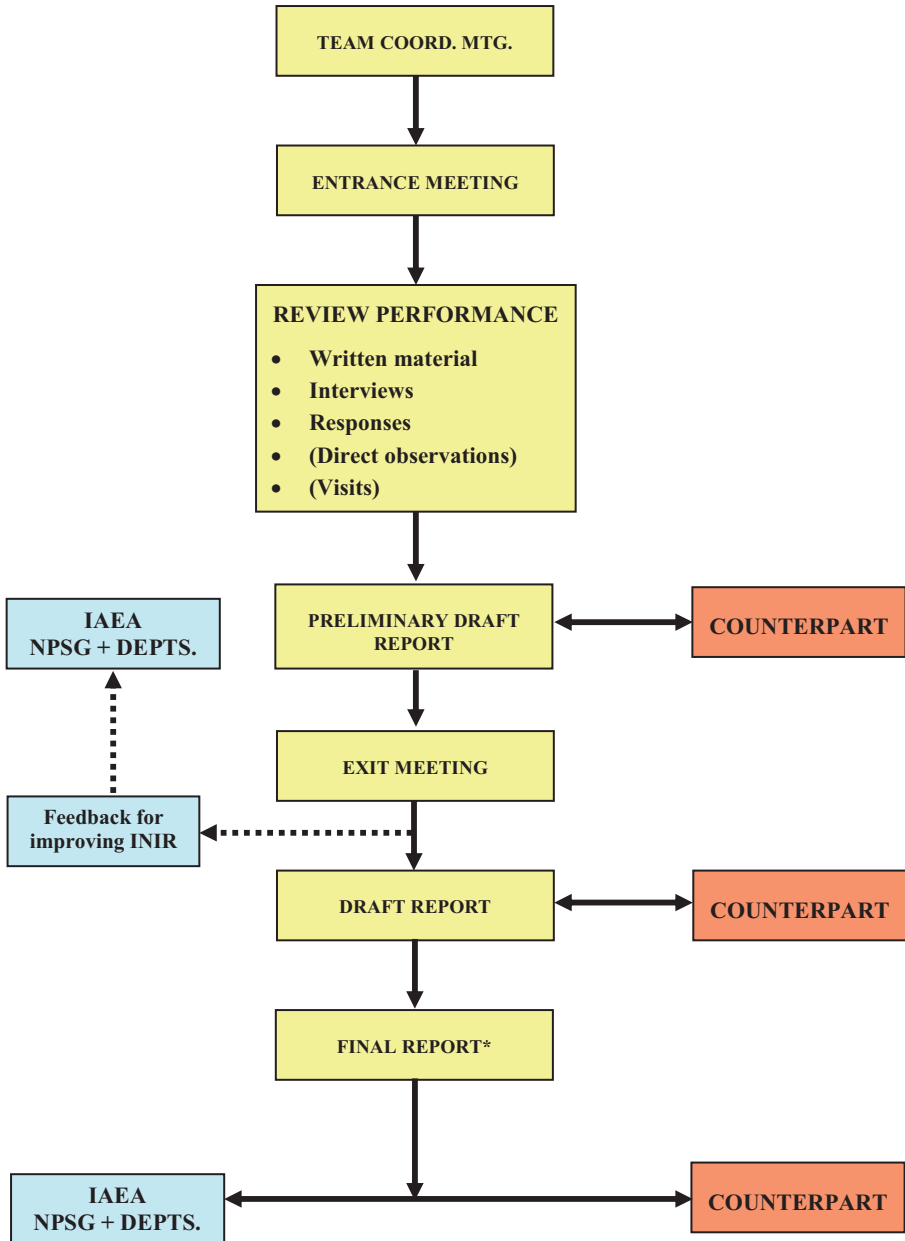 TEAM COORD. MTG.
ENTRANCE MEETING
REVIEW PERFORMANCE
• Written material
• Interviews
• Responses
• (Direct observations)
• (Visits)
IAEA
NPSG + DEPTS.
PRELIMINARY DRAFT
REPORT
COUNTERPART
EXIT MEETING
Feedback for
improving INIR
DRAFT REPORT
COUNTERPART
FINAL REPORT*
IAEA
NPSG + DEPTS.
COUNTERPART